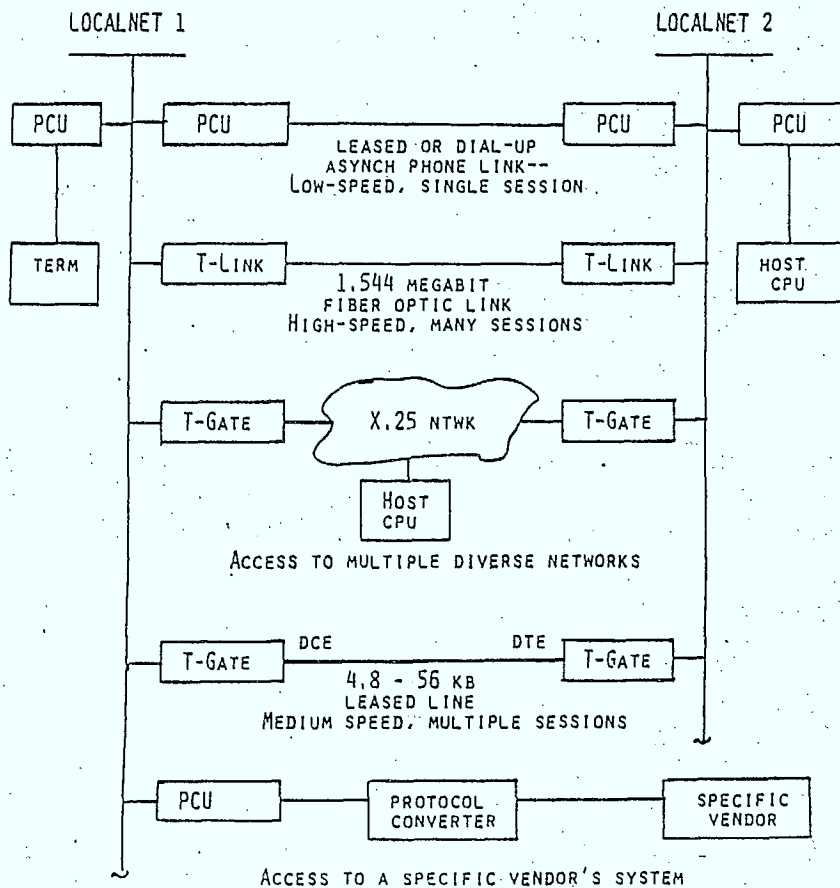 LOCALNET 1
LOCALNET 2
PCU
PCU
PCU
PCU
LEASED OR DIAL-UP
ASYNCH PHONE LINK--
LOW-SPEED, SINGLE SESSION
TERM
T-LINK
T-LINK
HOST
CPU
1.544 MEGABIT
FIBER OPTIC LINK
HIGH-SPEED, MANY SESSIONS
T-GATE
X.25 NTWK
T-GATE
HOST
CPU
ACCESS TO MULTIPLE DIVERSE NETWORKS
T-GATE
DCE
DTE
T-GATE
4.8 - 56 KB
LEASED LINE
MEDIUM SPEED, MULTIPLE SESSIONS
PCU
PROTOCOL
CONVERTER
SPECIFIC
VENDOR
ACCESS TO A SPECIFIC VENDOR'S SYSTEM